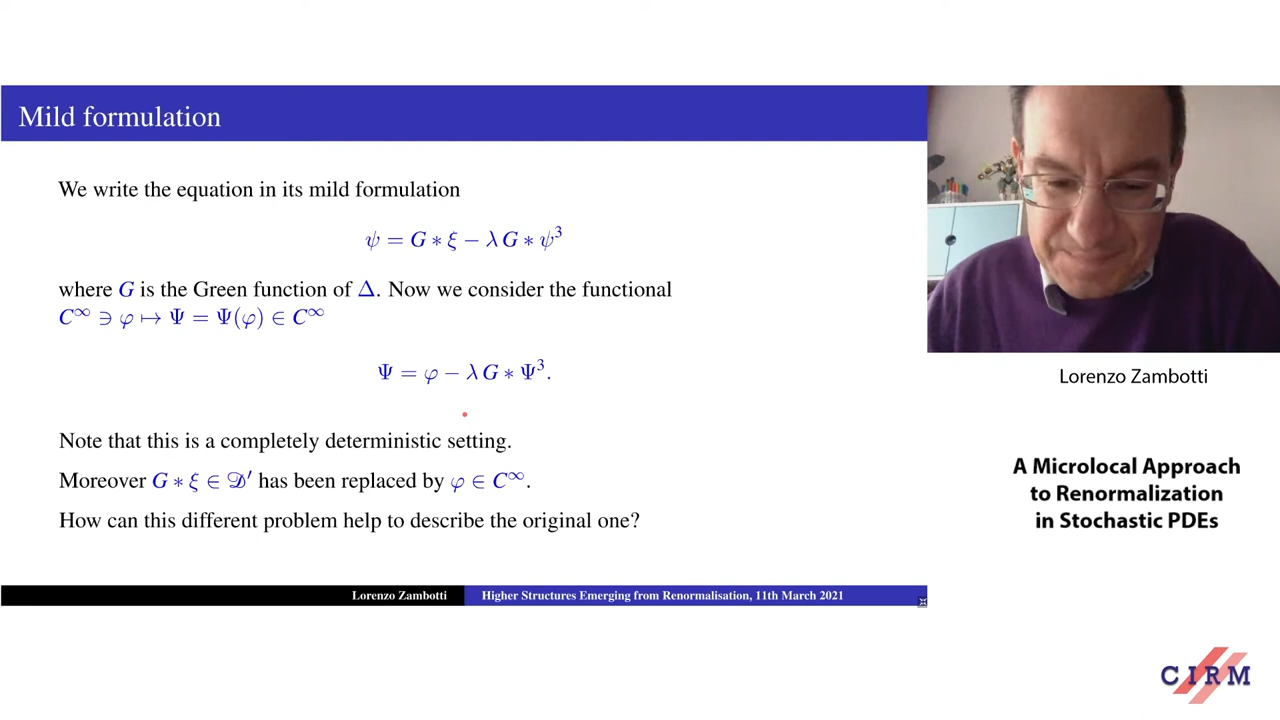 Mild formulation
We write the equation in its mild formulation
ψ = G ∗ ξ − λ G ∗ ψ³
where G is the Green function of Δ. Now we consider the functional
C∞ ∋ φ ↦ Ψ = Ψ(φ) ∈ C∞
Ψ = φ − λ G ∗ Ψ³.
Note that this is a completely deterministic setting.
Moreover G ∗ ξ ∈ 𝒟′ has been replaced by φ ∈ C∞.
How can this different problem help to describe the original one?
Lorenzo Zambotti
Higher Structures Emerging from Renormalisation, 11th March 2021
Lorenzo Zambotti
A Microlocal Approach
to Renormalization
in Stochastic PDEs
CIRM